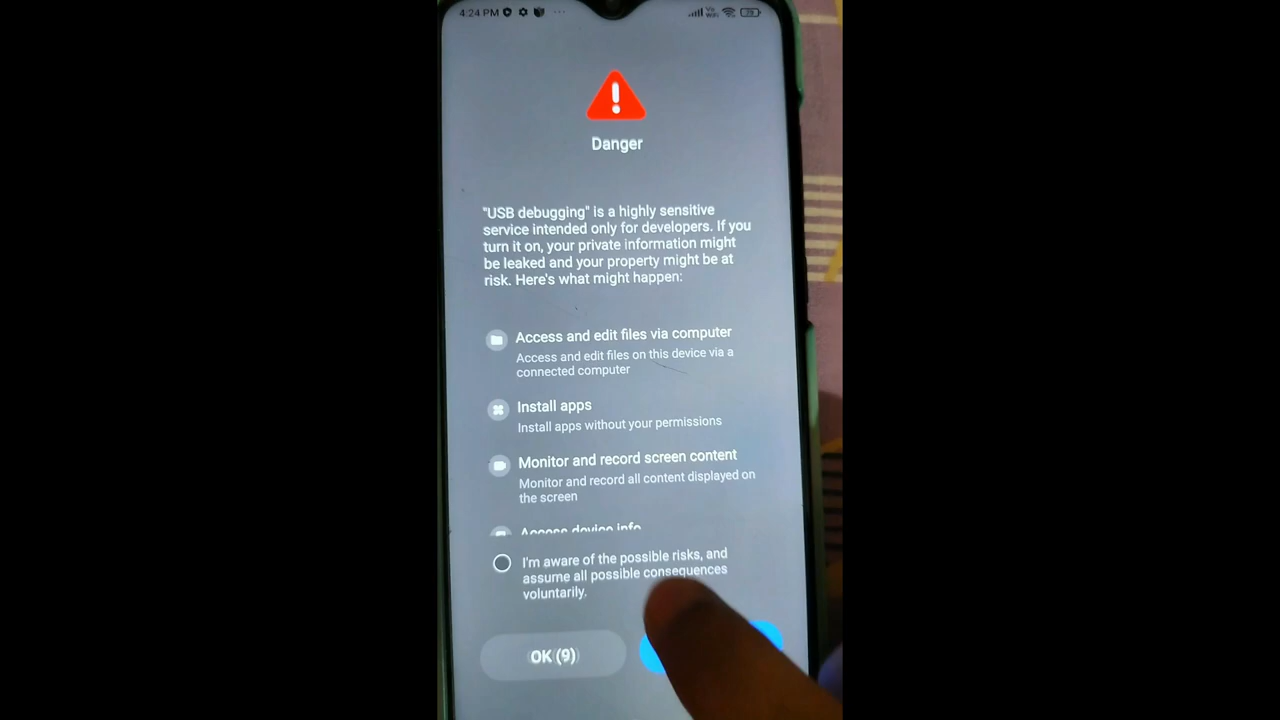 4:24 PM
Vo
WiFi
Danger
"USB debugging" is a highly sensitive
service intended only for developers. If you
turn it on, your private information might
be leaked and your property might be at
risk. Here's what might happen:
Access and edit files via computer
Access and edit files on this device via a
connected computer
Install apps
Install apps without your permissions
Monitor and record screen content
Monitor and record all content displayed on
the screen
Access device info
I'm aware of the possible risks, and
assume all possible consequences
voluntarily.
OK (9)